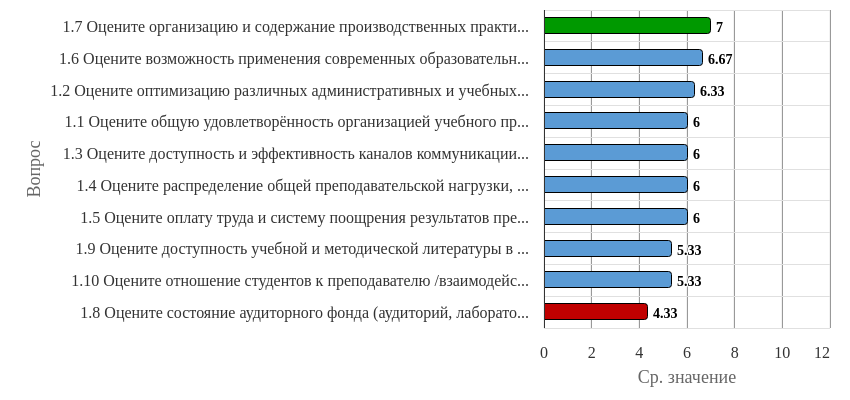 1.7 Оцените организацию и содержание производственных практи... 7
1.6 Оцените возможность применения современных образовательн... 6.67
1.2 Оцените оптимизацию различных административных и учебных... 6.33
1.1 Оцените общую удовлетворённость организацией учебного пр... 6
1.3 Оцените доступность и эффективность каналов коммуникации... 6
1.4 Оцените распределение общей преподавательской нагрузки, ... 6
1.5 Оцените оплату труда и систему поощрения результатов пре... 6
1.9 Оцените доступность учебной и методической литературы в ... 5.33
1.10 Оцените отношение студентов к преподавателю /взаимодейс... 5.33
1.8 Оцените состояние аудиторного фонда (аудиторий, лаборато... 4.33
Вопрос
0 2 4 6 8 10 12
Ср. значение